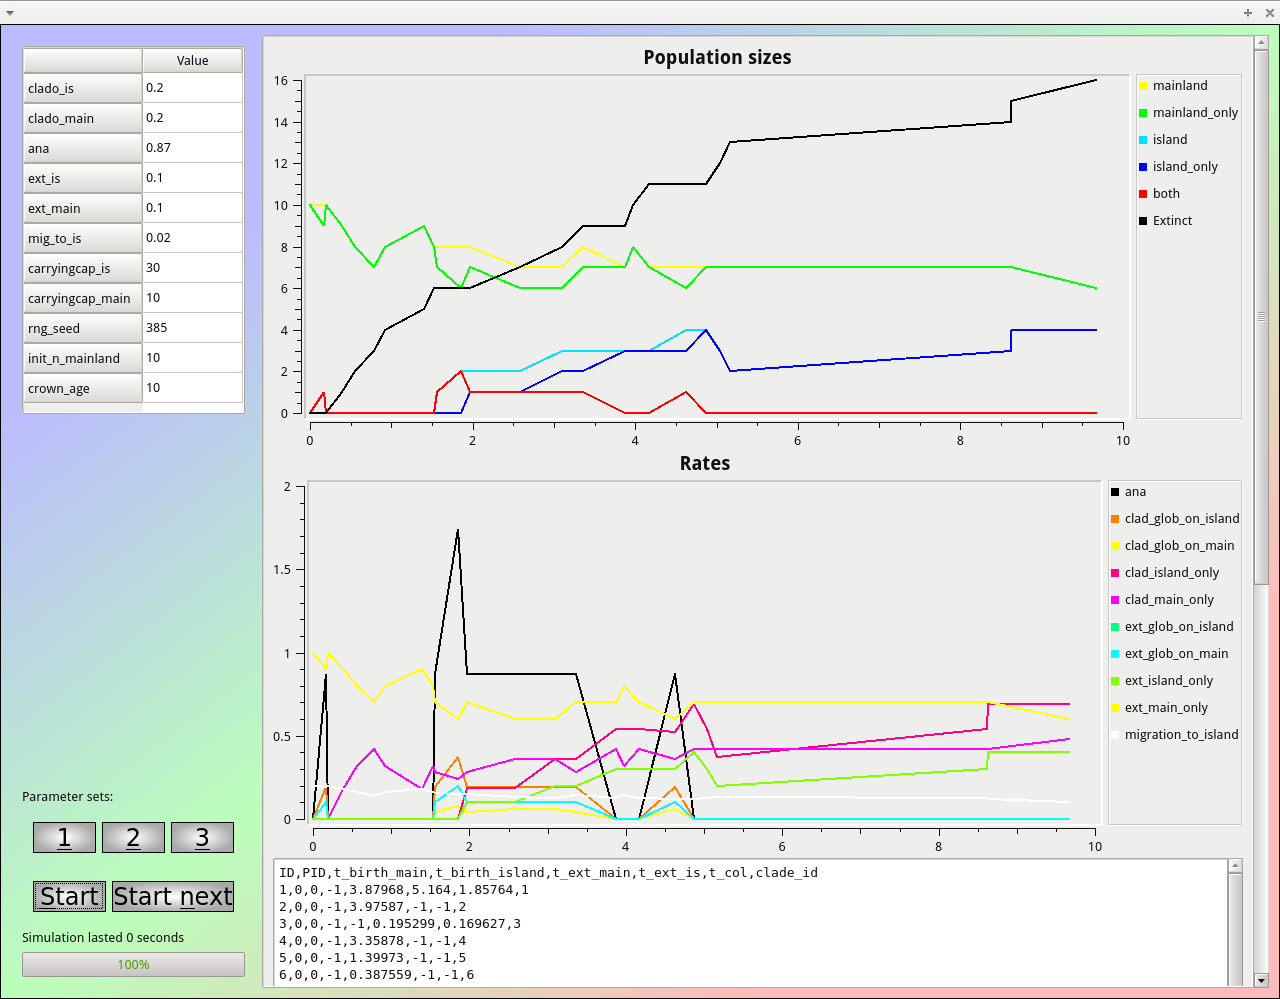 Value
clado_is 0.2
clado_main 0.2
ana 0.87
ext_is 0.1
ext_main 0.1
mig_to_is 0.02
carryingcap_is 30
carryingcap_main 10
rng_seed 385
init_n_mainland 10
crown_age 10
Parameter sets:
1 2 3
Start Start next
Simulation lasted 0 seconds
100%
Population sizes
16
14
12
10
8
6
4
2
0
0 2 4 6 8 10
mainland
mainland_only
island
island_only
both
Extinct
Rates
2
1.5
1
0.5
0
0 2 4 6 8 10
ana
clad_glob_on_island
clad_glob_on_main
clad_island_only
clad_main_only
ext_glob_on_island
ext_glob_on_main
ext_island_only
ext_main_only
migration_to_island
ID,PID,t_birth_main,t_birth_island,t_ext_main,t_ext_is,t_col,clade_id
1,0,0,-1,3.87968,5.164,1.85764,1
2,0,0,-1,3.97587,-1,-1,2
3,0,0,-1,-1,0.195299,0.169627,3
4,0,0,-1,3.35878,-1,-1,4
5,0,0,-1,1.39973,-1,-1,5
6,0,0,-1,0.387559,-1,-1,6